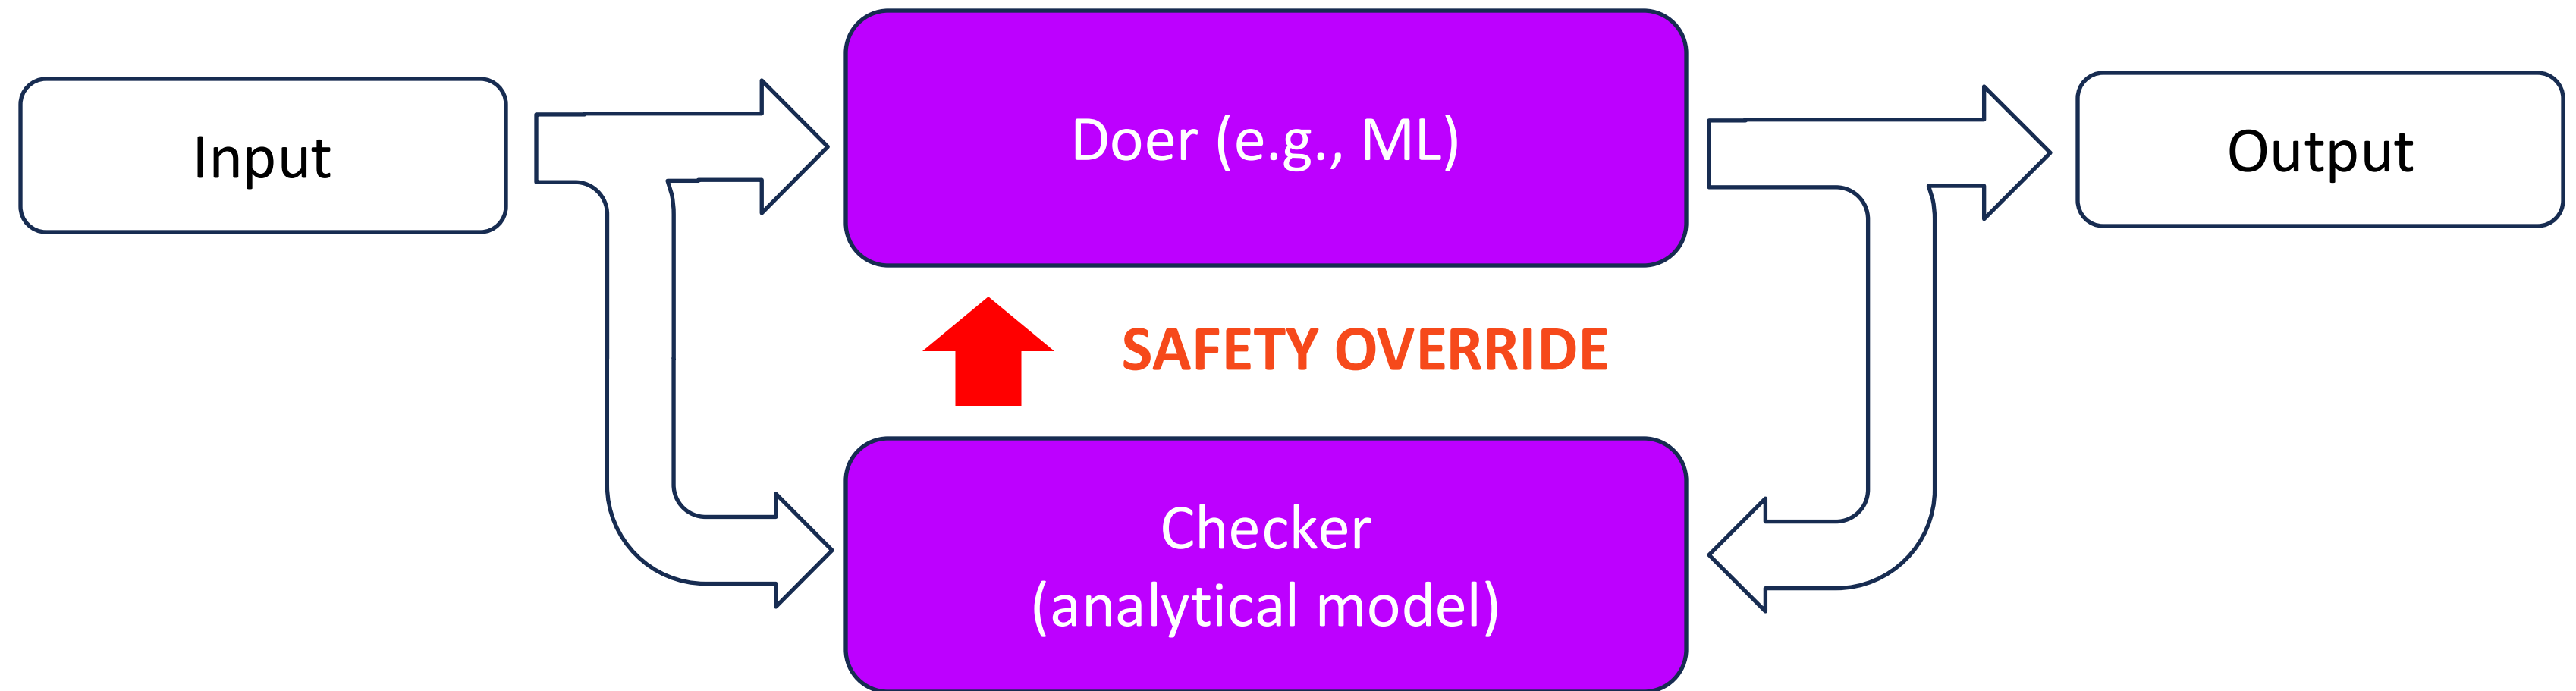 Input
Doer (e.g., ML)
Output
SAFETY OVERRIDE
Checker
(analytical model)